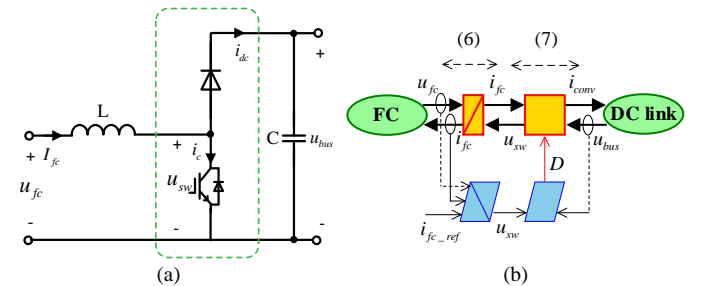 L
+
I_fc
u_fc
-
-
i_dc
+
i_c
u_sw
-
C
+
u_bus
-
(a)
(6)
(7)
u_fc
i_fc
i_conv
FC
DC link
i_fc
u_sw
u_bus
D
i_fc_ref
u_sw
(b)